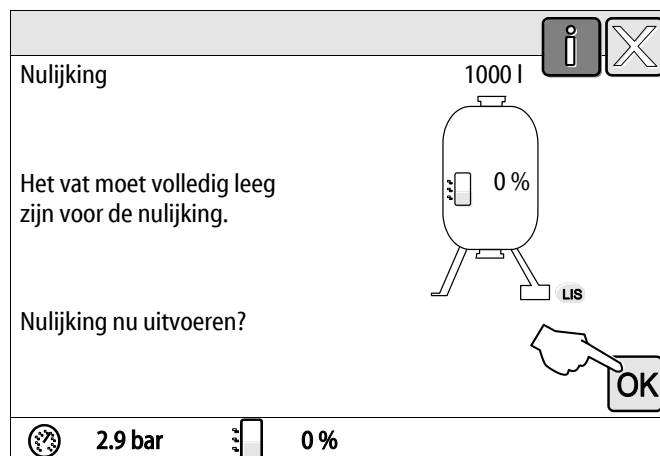 i X
Nulijking 1000 l
Het vat moet volledig leeg
zijn voor de nulijking.
0 %
LIS
Nulijking nu uitvoeren?
OK
2.9 bar 0 %